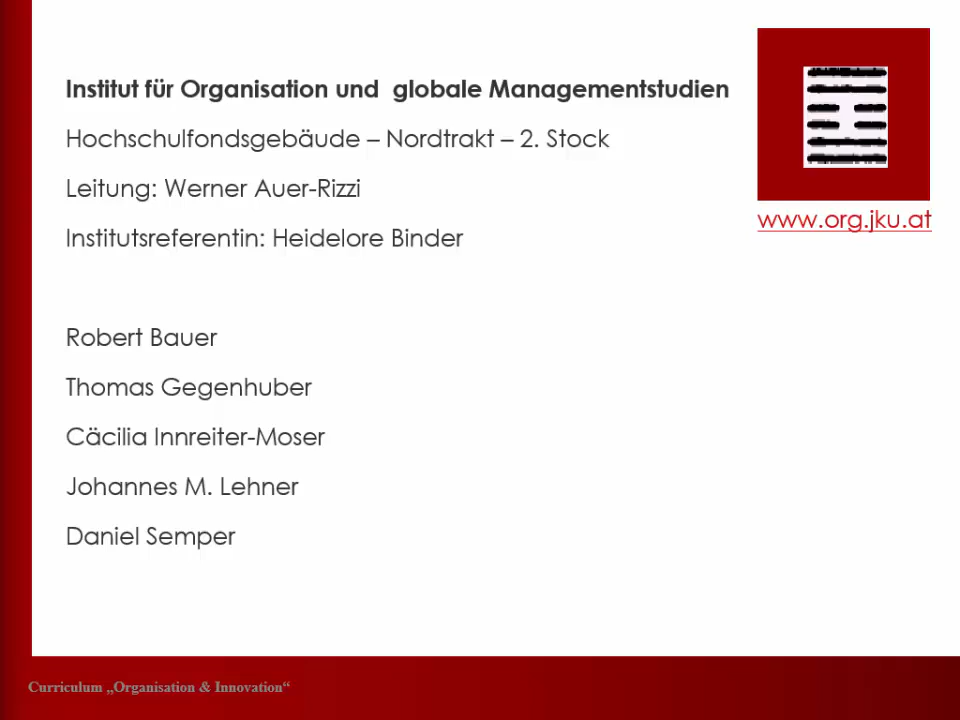 Institut für Organisation und globale Managementstudien
Hochschulfondsgebäude – Nordtrakt – 2. Stock
Leitung: Werner Auer-Rizzi
Institutsreferentin: Heidelore Binder
www.org.jku.at
Robert Bauer
Thomas Gegenhuber
Cäcilia Innreiter-Moser
Johannes M. Lehner
Daniel Semper
Curriculum „Organisation & Innovation“